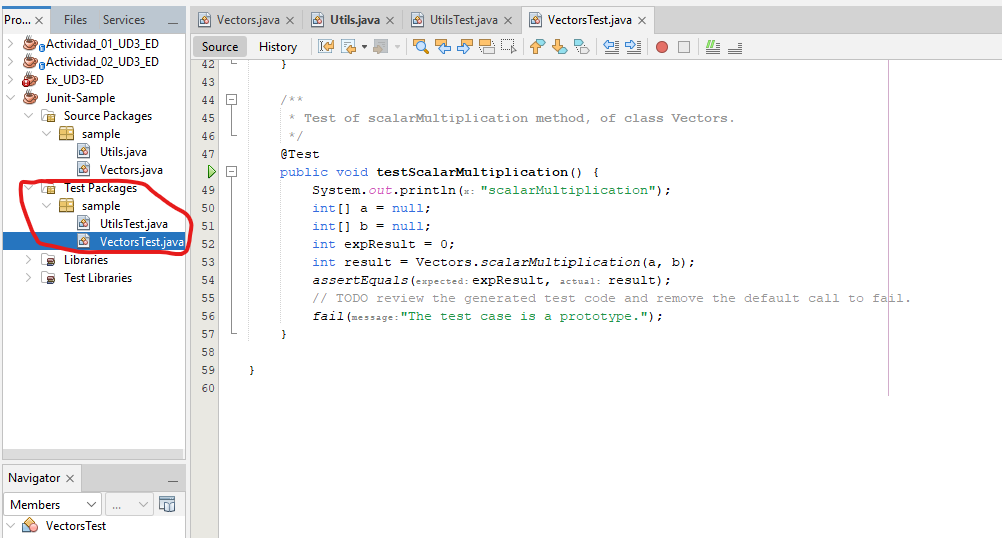 Pro...
Files
Services
Vectors.java
Utils.java
UtilsTest.java
VectorsTest.java
Source
History
Actividad_01_UD3_ED
Actividad_02_UD3_ED
Ex_UD3-ED
Junit-Sample
Source Packages
sample
Utils.java
Vectors.java
Test Packages
sample
UtilsTest.java
VectorsTest.java
Libraries
Test Libraries
42 }
43
44 /**
45 * Test of scalarMultiplication method, of class Vectors.
46 */
47 @Test
public void testScalarMultiplication() {
49 System.out.println(x: "scalarMultiplication");
50 int[] a = null;
51 int[] b = null;
52 int expResult = 0;
53 int result = Vectors.scalarMultiplication(a, b);
54 assertEquals(expected: expResult, actual: result);
55 // TODO review the generated test code and remove the default call to fail.
56 fail(message: "The test case is a prototype.");
57 }
58
59 }
60
Navigator
Members
...
VectorsTest